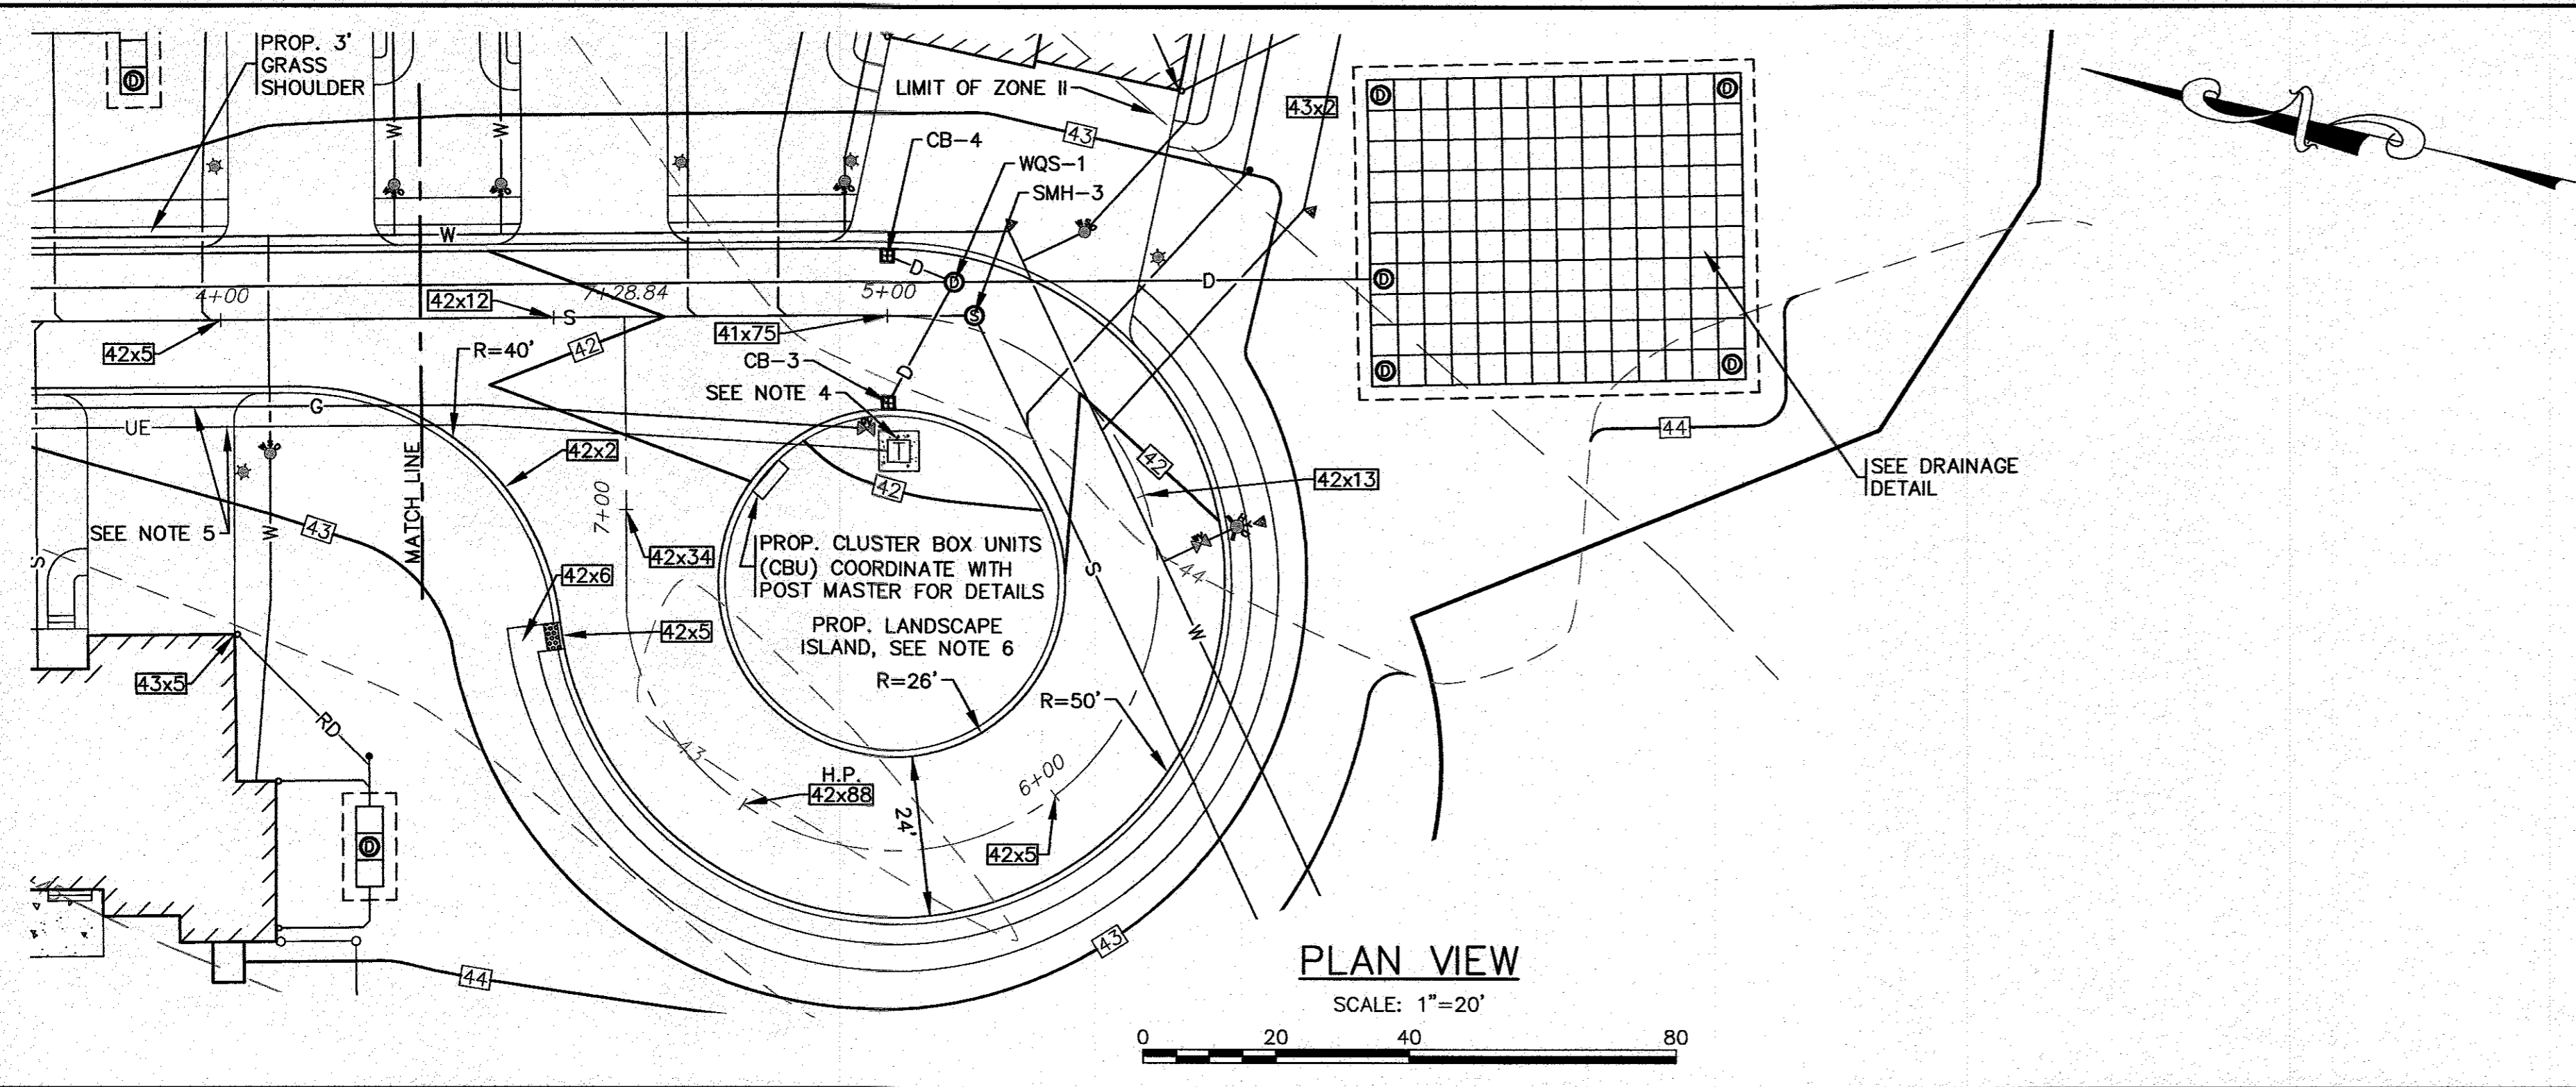 PROP. 3'
GRASS
SHOULDER
D
LIMIT OF ZONE II
43x2
D
D
W
W
43
CB-4
WQS-1
SMH-3
W
D
D
D
D
4+00
42x12
7+28.84
5+00
S
S
42x5
R=40'
42
41x75
CB-3
SEE NOTE 4
D
D
D
G
UE
T
44
MATCH LINE
42x2
42
42
42x13
SEE DRAINAGE
DETAIL
SEE NOTE 5
W
43
7+00
42x34
PROP. CLUSTER BOX UNITS
(CBU) COORDINATE WITH
POST MASTER FOR DETAILS
S
44
S
42x6
42x5
PROP. LANDSCAPE
ISLAND, SEE NOTE 6
W
43x5
R=26'
R=50'
RD
43
H.P.
42x88
6+00
24'
D
42x5
43
44
PLAN VIEW
SCALE: 1"=20'
0 20 40 80